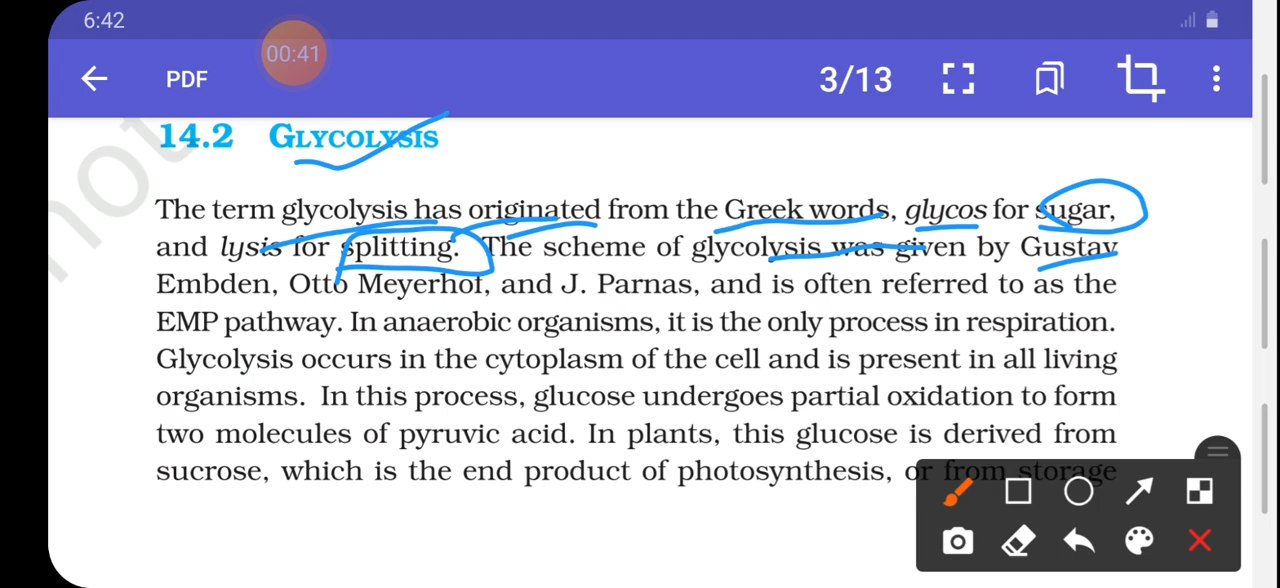 6:42
00:41
PDF
3/13
not
14.2 GLYCOLYSIS
The term glycolysis has originated from the Greek words, glycos for sugar,
and lysis for splitting. The scheme of glycolysis was given by Gustav
Embden, Otto Meyerhof, and J. Parnas, and is often referred to as the
EMP pathway. In anaerobic organisms, it is the only process in respiration.
Glycolysis occurs in the cytoplasm of the cell and is present in all living
organisms. In this process, glucose undergoes partial oxidation to form
two molecules of pyruvic acid. In plants, this glucose is derived from
sucrose, which is the end product of photosynthesis, or from storage